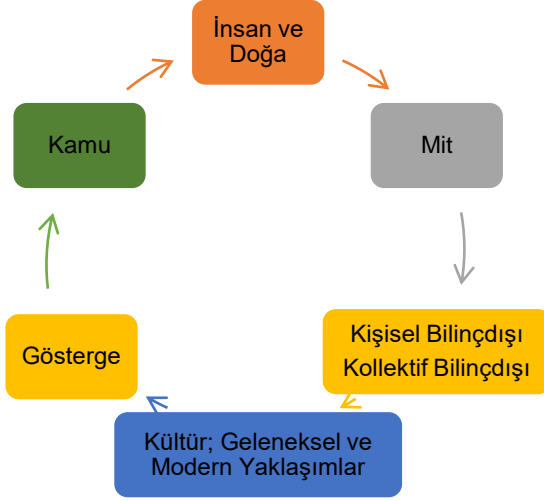 İnsan ve
Doğa
Kamu
Mit
Gösterge
Kişisel Bilinçdışı
Kollektif Bilinçdışı
Kültür; Geleneksel ve
Modern Yaklaşımlar